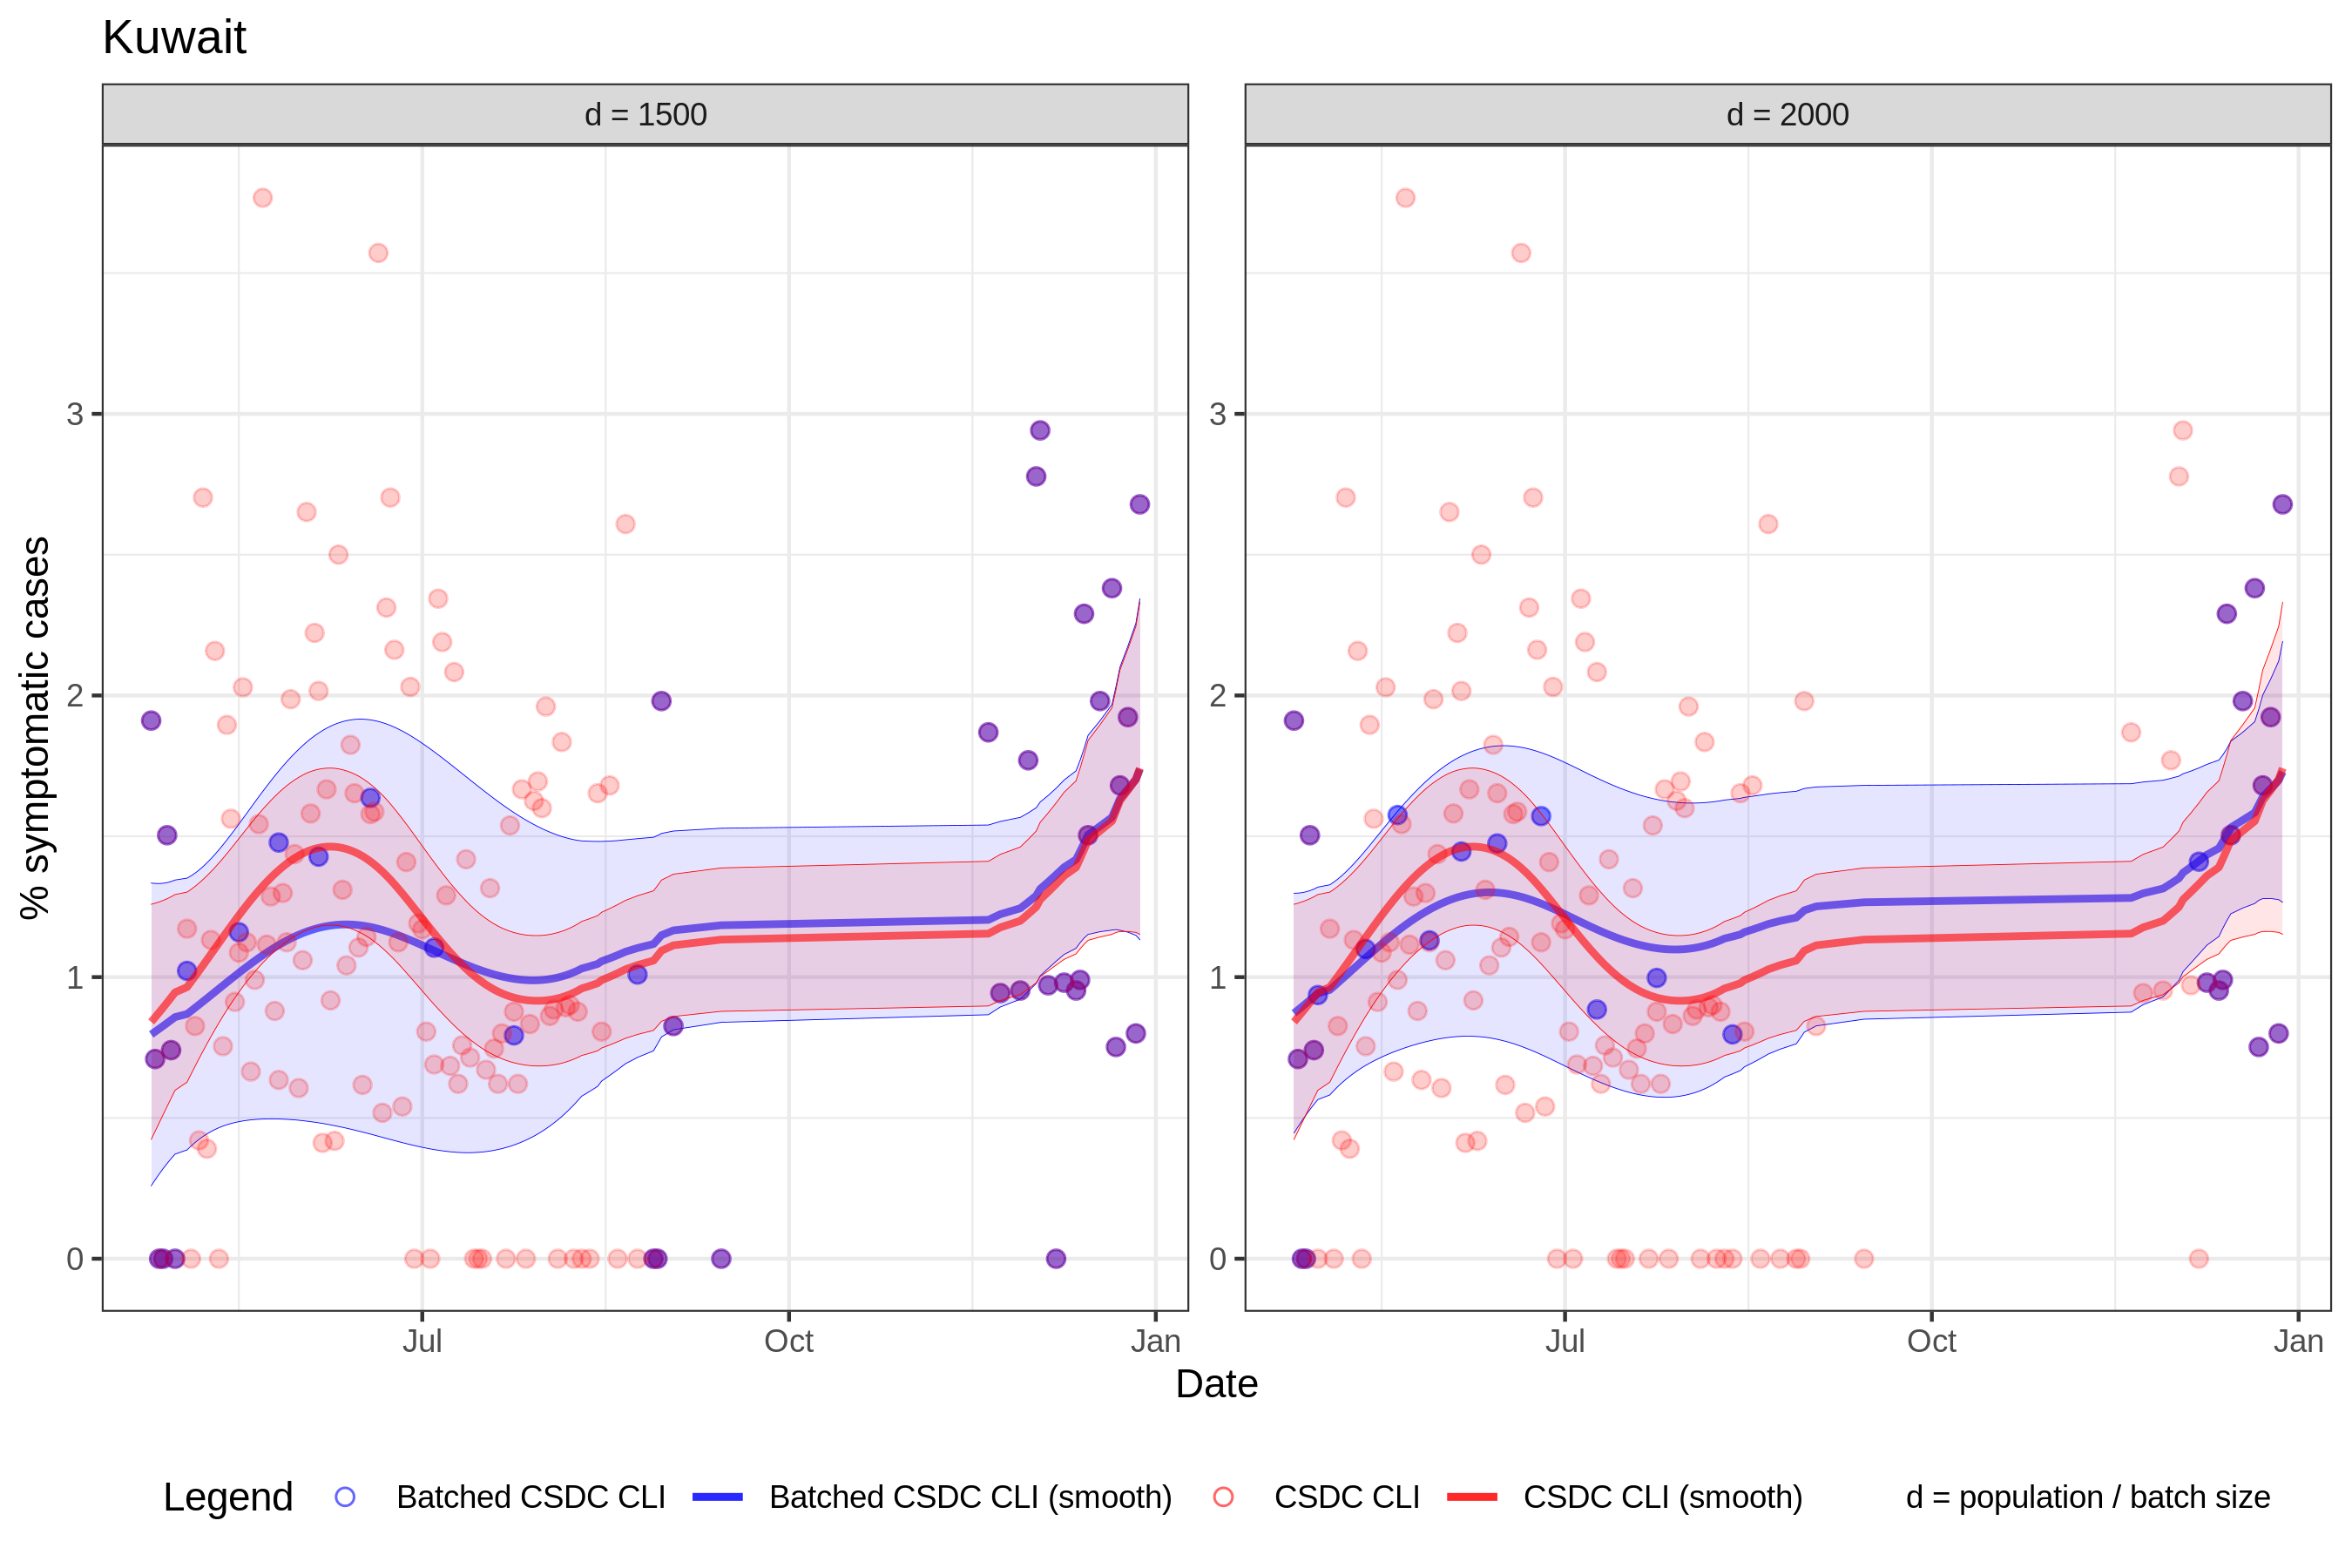 Kuwait
d = 1500
d = 2000
% symptomatic cases
3
2
1
0
3
2
1
0
Jul
Oct
Jan
Jul
Oct
Jan
Date
Legend
Batched CSDC CLI
Batched CSDC CLI (smooth)
CSDC CLI
CSDC CLI (smooth)
d = population / batch size